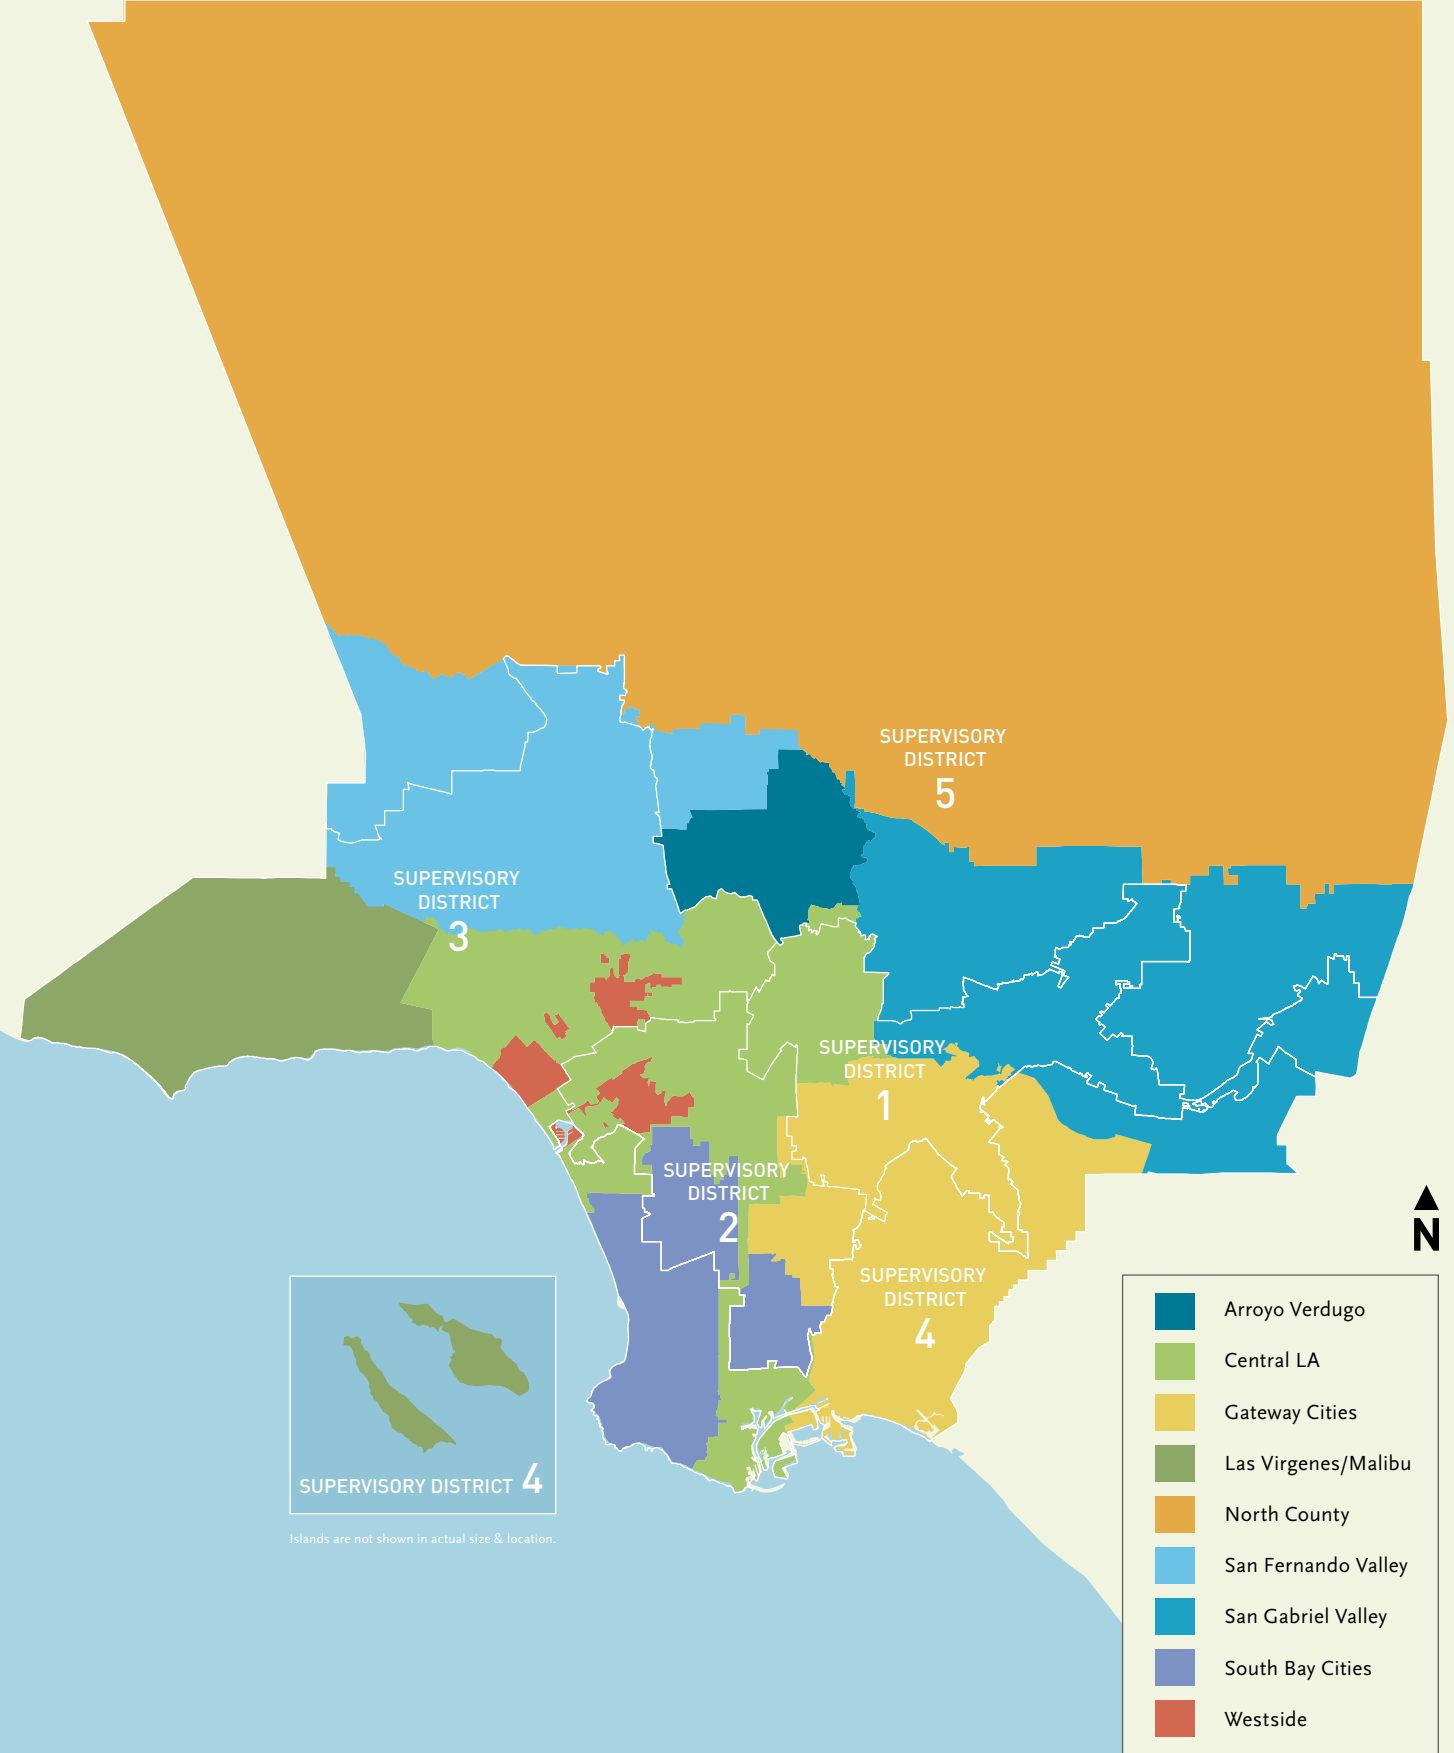 SUPERVISORY
DISTRICT
5
SUPERVISORY
DISTRICT
3
SUPERVISORY
DISTRICT
1
SUPERVISORY
DISTRICT
2
SUPERVISORY
DISTRICT
4
SUPERVISORY DISTRICT 4
Islands are not shown in actual size & location.
N
Arroyo Verdugo
Central LA
Gateway Cities
Las Virgenes/Malibu
North County
San Fernando Valley
San Gabriel Valley
South Bay Cities
Westside